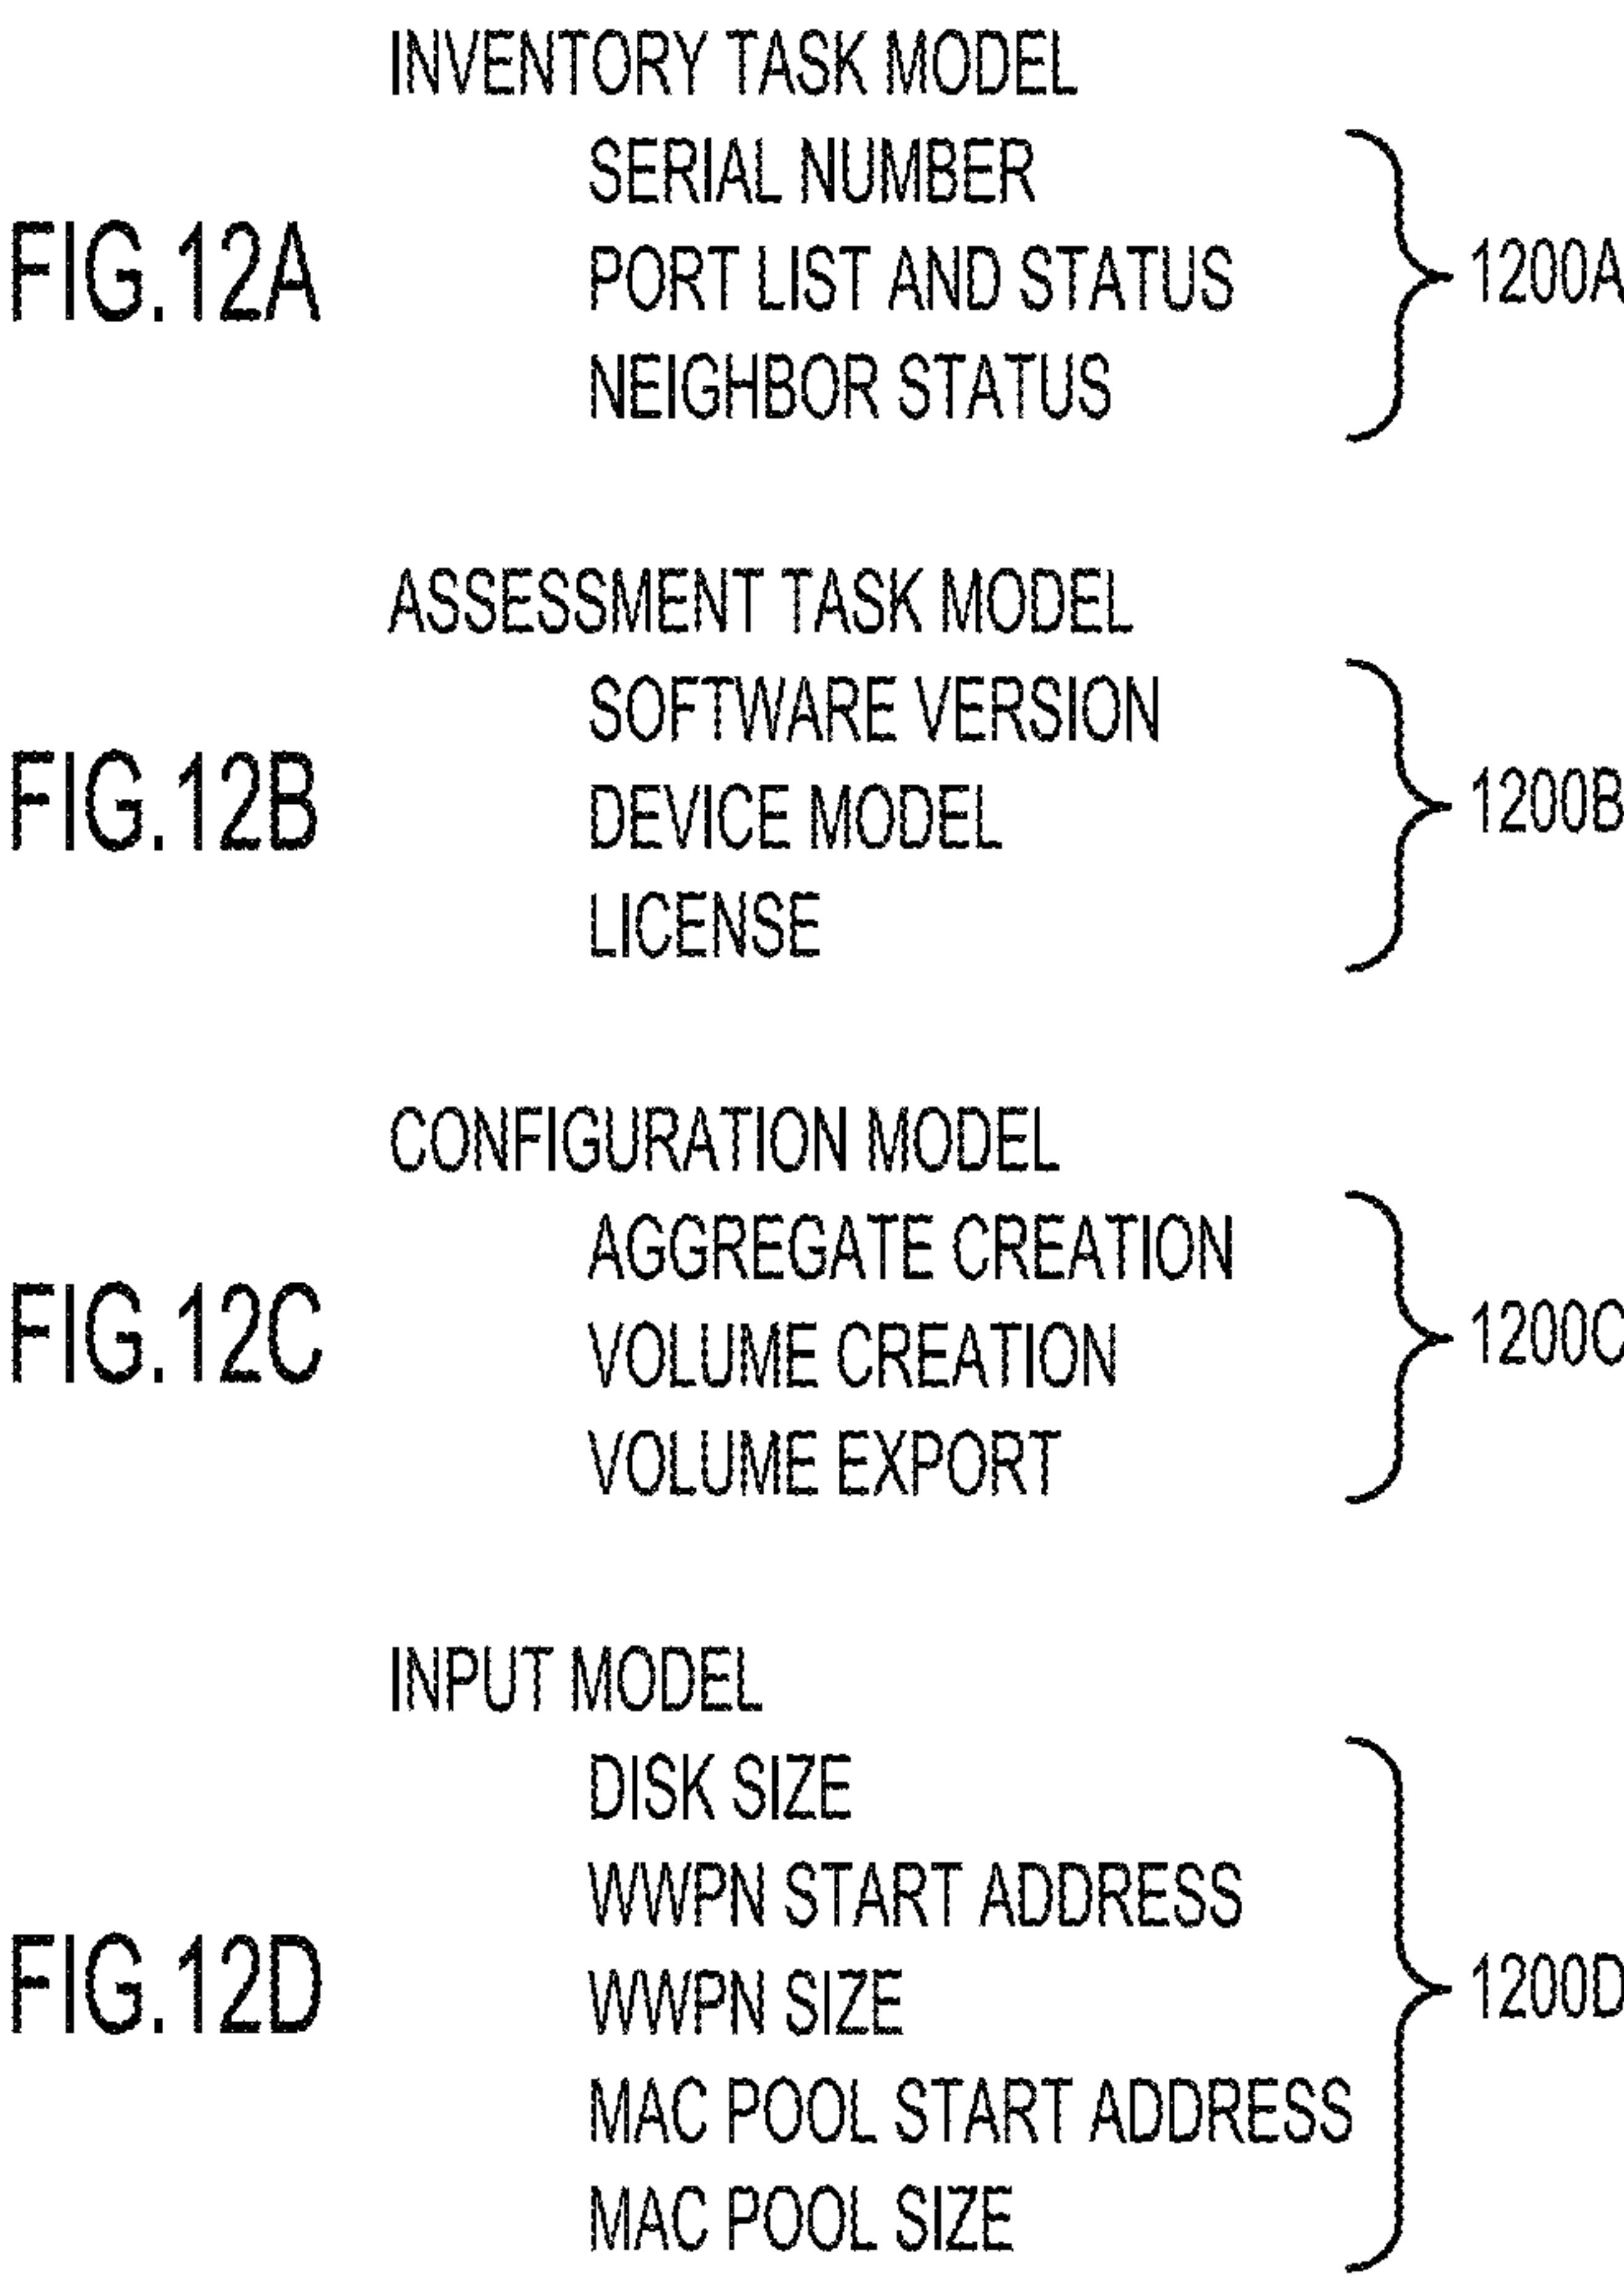 INVENTORY TASK MODEL
SERIAL NUMBER
FIG.12A
PORT LIST AND STATUS
1200A
NEIGHBOR STATUS
ASSESSMENT TASK MODEL
SOFTWARE VERSION
FIG.12B
DEVICE MODEL
1200B
LICENSE
CONFIGURATION MODEL
AGGREGATE CREATION
FIG.12C
VOLUME CREATION
1200C
VOLUME EXPORT
INPUT MODEL
DISK SIZE
WWPN START ADDRESS
FIG.12D
WWPN SIZE
1200D
MAC POOL START ADDRESS
MAC POOL SIZE